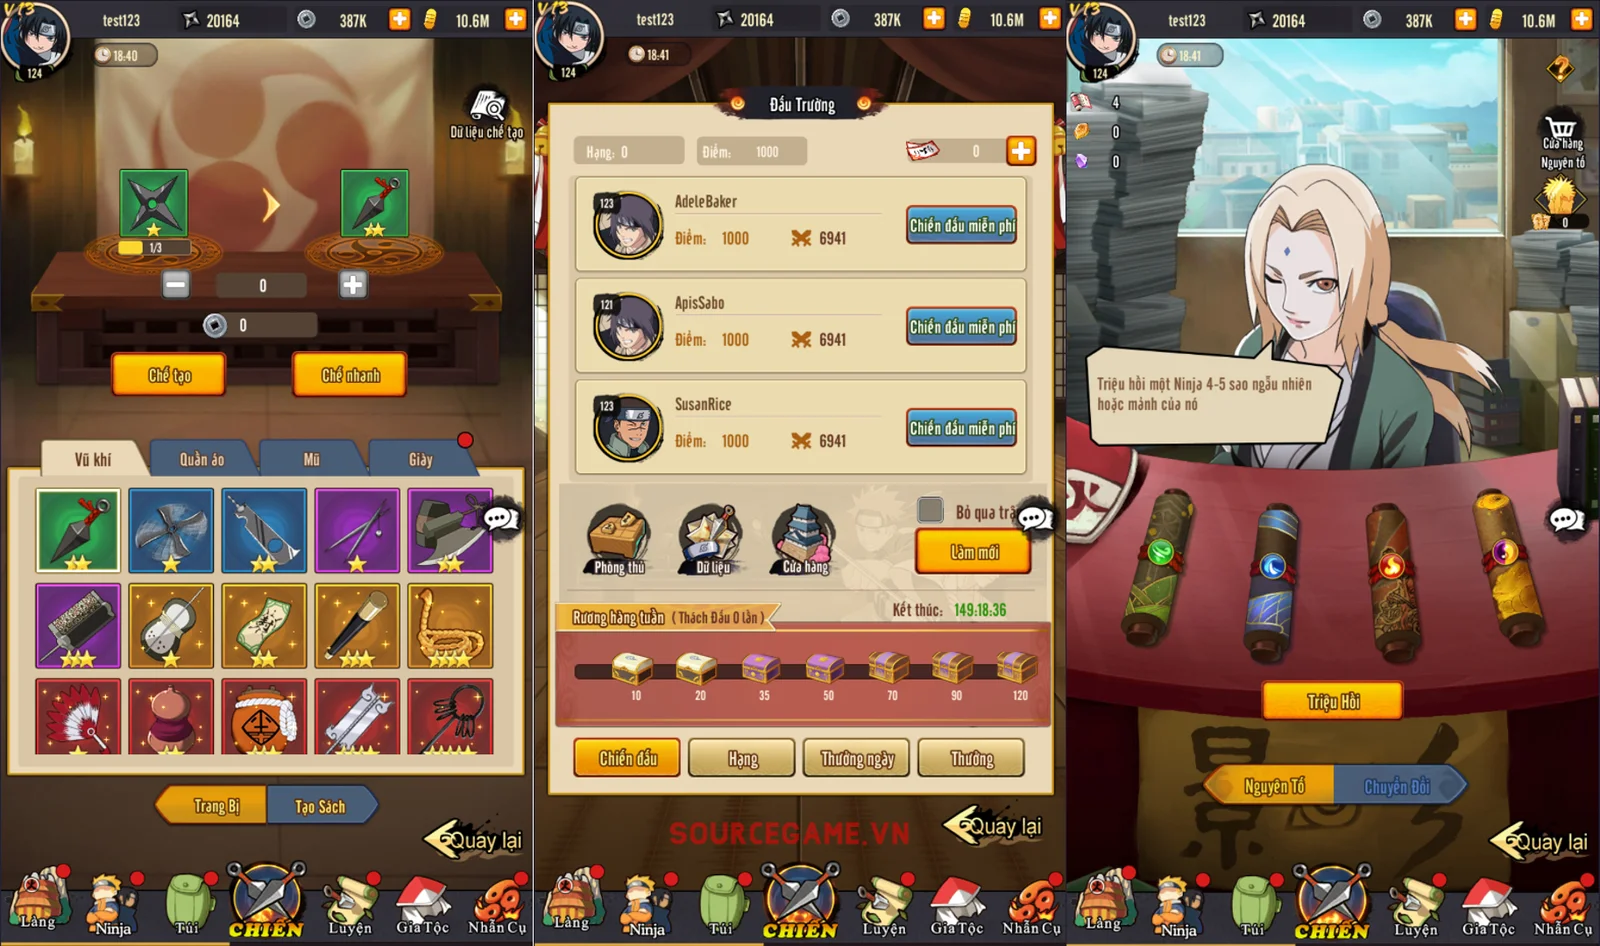 V13
test123
20164
387K
10.6M
124
18:40
Dữ liệu chế tạo
1/3
0
0
Chế tạo
Chế nhanh
Vũ khí
Quần áo
Mũ
Giày
Trang Bị
Tạo Sách
Quay lại
Làng
Ninja
Túi
CHIẾN
Luyện
Gia Tộc
Nhẫn Cụ
V13
test123
20164
387K
10.6M
124
18:41
Đấu Trường
Hạng: 0
Điểm: 1000
0
123
AdeleBaker
Điểm: 1000
6941
Chiến đấu miễn phí
121
ApisSabo
Điểm: 1000
6941
Chiến đấu miễn phí
123
SusanRice
Điểm: 1000
6941
Chiến đấu miễn phí
Phòng thủ
Dữ liệu
Cửa hàng
Bỏ qua trậ
Làm mới
Kết thúc: 149:18:36
Rương hàng tuần ( Thách Đấu 0 lần )
10
20
35
50
70
90
120
Chiến đấu
Hạng
Thưởng ngày
Thưởng
SOURCEGAME.VN
Quay lại
Làng
Ninja
Túi
CHIẾN
Luyện
Gia Tộc
Nhẫn Cụ
V13
test123
20164
387K
10.6M
124
18:41
4
0
0
Cửa hàng
Nguyên tố
0
Triệu hồi một Ninja 4-5 sao ngẫu nhiên
hoặc mảnh của nó
Triệu Hồi
Nguyên Tố
Chuyển Đổi
Quay lại
Làng
Ninja
Túi
CHIẾN
Luyện
Gia Tộc
Nhẫn Cụ